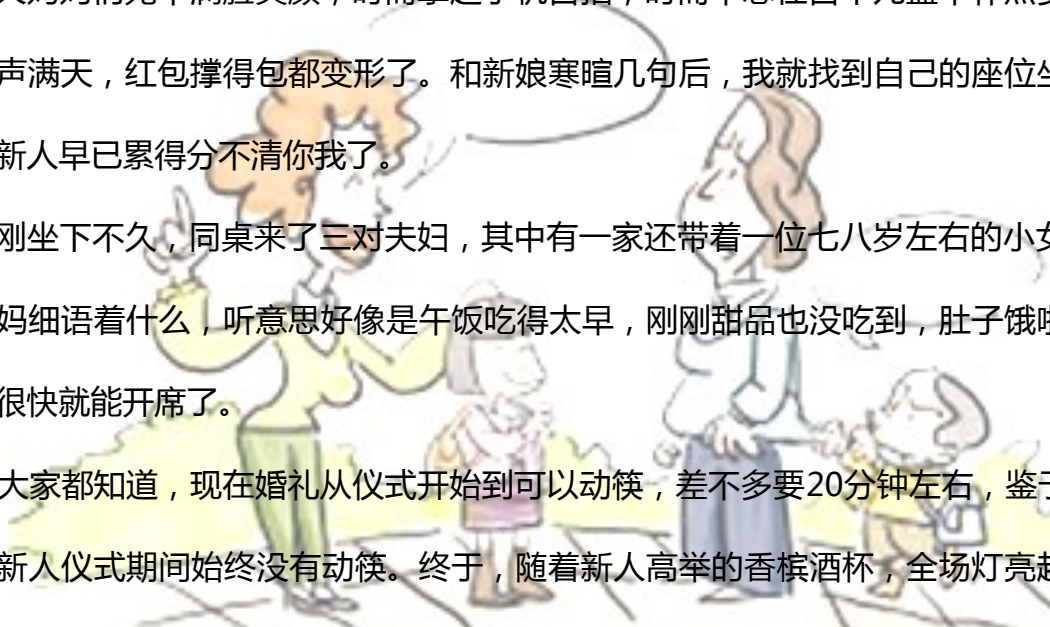 声满天，红包撑得包都变形了。和新娘寒暄几句后，我就找到自己的座位坐
新人早已累得分不清你我了。
刚坐下不久，同桌来了三对夫妇，其中有一家还带着一位七八岁左右的小女
妈细语着什么，听意思好像是午饭吃得太早，刚刚甜品也没吃到，肚子饿啦
很快就能开席了。
大家都知道，现在婚礼从仪式开始到可以动筷，差不多要20分钟左右，鉴于
新人仪式期间始终没有动筷。终于，随着新人高举的香槟酒杯，全场灯亮起